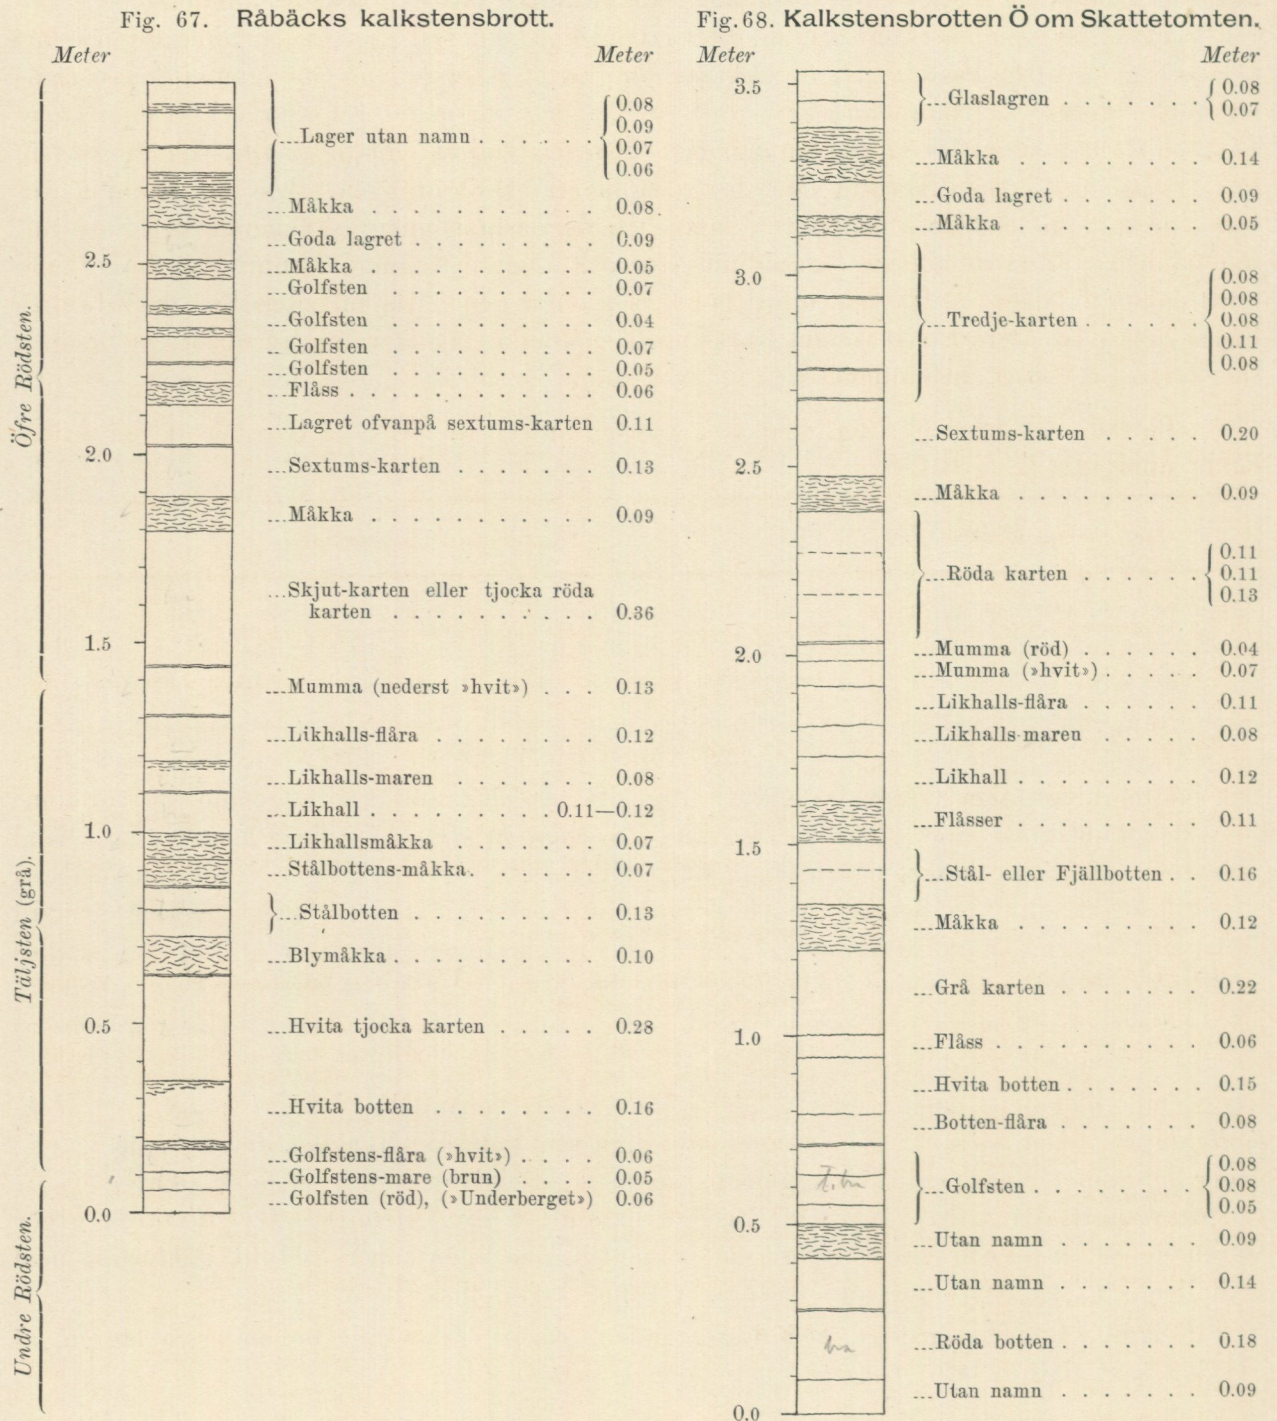 Fig. 67. Råbäcks kalkstensbrott.
Meter
Meter
Öfre Rödsten.
Täljsten (grå).
Undre Rödsten.
2.5
2.0
1.5
1.0
0.5
0.0
...Lager utan namn . . . . . . 0.08
0.09
0.07
0.06
...Måkka . . . . . . . . . . . 0.08.
...Goda lagret . . . . . . . . . 0.09
...Måkka . . . . . . . . . . . 0.05
...Golfsten . . . . . . . . . . 0.07
...Golfsten . . . . . . . . . . 0.04
.. Golfsten . . . . . . . . . . 0.07
...Golfsten . . . . . . . . . . 0.05
...Flåss . . . . . . . . . . . . 0.06
...Lagret ofvanpå sextums-karten 0.11
...Sextums-karten . . . . . . . 0.13
...Måkka . . . . . . . . . . . 0.09
...Skjut-karten eller tjocka röda
karten . . . . . . . . . . 0.36
...Mumma (nederst »hvit») . . . 0.13
...Likhalls-flåra . . . . . . . . 0.12
...Likhalls-maren . . . . . . . 0.08
...Likhall . . . . . . . . . 0.11—0.12
...Likhallsmåkka . . . . . . . 0.07
...Stålbottens-måkka. . . . . . 0.07
...Stålbotten . . . . . . . . . 0.13
...Blymåkka . . . . . . . . . . 0.10
...Hvita tjocka karten . . . . . 0.28
...Hvita botten . . . . . . . . 0.16
...Golfstens-flåra (»hvit») . . . . 0.06
...Golfstens-mare (brun) . . . . 0.05
...Golfsten (röd), (»Underberget») 0.06
Fig. 68. Kalkstensbrotten Ö om Skattetomten.
Meter
Meter
3.5
3.0
2.5
2.0
1.5
1.0
0.5
0.0
...Glaslagren . . . . . . . 0.08
0.07
...Måkka . . . . . . . . . 0.14
...Goda lagret . . . . . . . 0.09
...Måkka . . . . . . . . . 0.05
...Tredje-karten . . . . . . 0.08
0.08
0.08
0.11
0.08
...Sextums-karten . . . . . 0.20
...Måkka . . . . . . . . . 0.09
...Röda karten . . . . . . 0.11
0.11
0.13
...Mumma (röd) . . . . . . 0.04
...Mumma (»hvit») . . . . . 0.07
...Likhalls-flåra . . . . . . 0.11
...Likhalls-maren . . . . . 0.08
...Likhall . . . . . . . . . 0.12
...Flåsser . . . . . . . . . 0.11
...Stål- eller Fjällbotten . . 0.16
...Måkka . . . . . . . . . 0.12
...Grå karten . . . . . . . 0.22
...Flåss . . . . . . . . . . 0.06
...Hvita botten . . . . . . . 0.15
...Botten-flåra . . . . . . . 0.08
...Golfsten . . . . . . . . 0.08
0.08
0.05
...Utan namn . . . . . . . 0.09
...Utan namn . . . . . . . 0.14
...Röda botten . . . . . . . 0.18
...Utan namn . . . . . . . 0.09